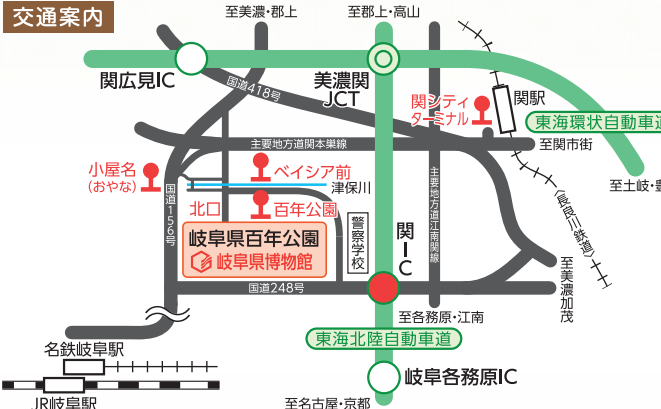 交通案内
至美濃・郡上
至郡上・高山
関広見IC
国道418号
美濃関
JCT
関シティ
ターミナル
関駅
東海環状自動車道
主要地方道関本巣線
至関市街
小屋名
(おやな)
ベイシア前
津保川
至土岐・豊
国道156号
北口
百年公園
警察学校
関IC
主要地方道江南関線
〈長良川鉄道〉
岐阜県百年公園
岐阜県博物館
至美濃加茂
国道248号
至各務原・江南
東海北陸自動車道
名鉄岐阜駅
岐阜各務原IC
JR岐阜駅
至名古屋・京都